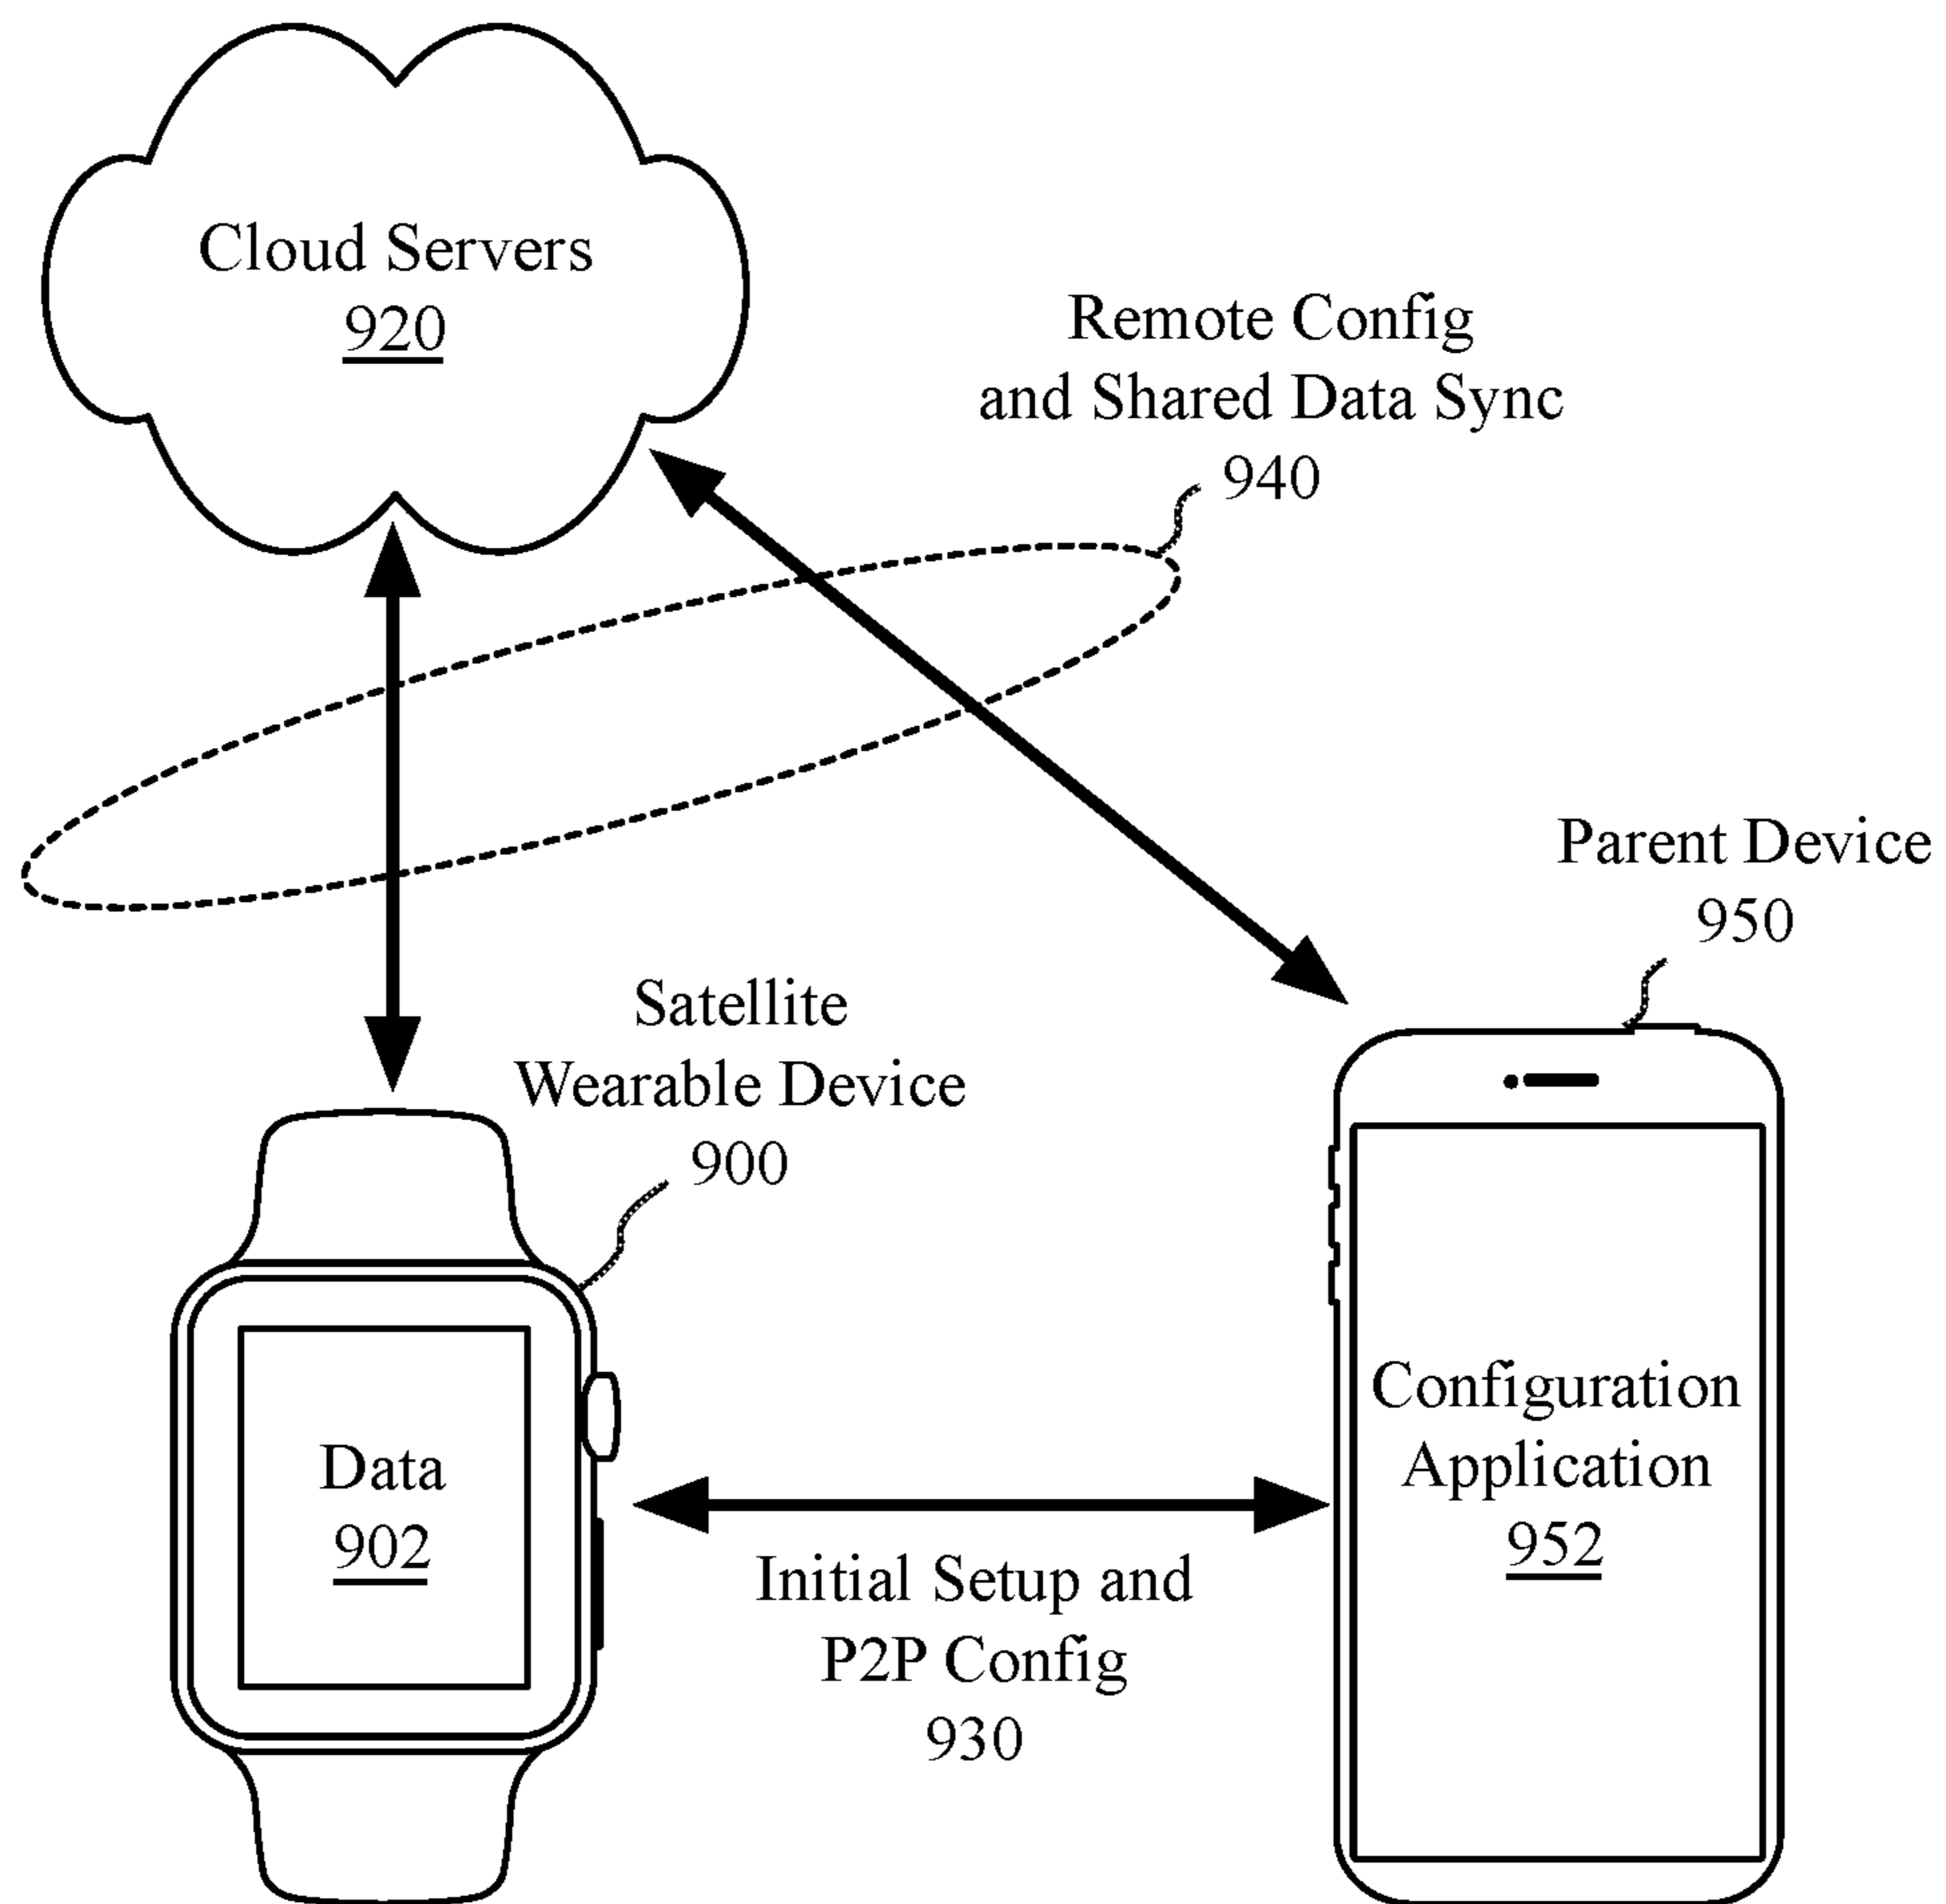 Cloud Servers
920
Remote Config
and Shared Data Sync
940
Parent Device
950
Satellite
Wearable Device
900
Configuration
Application
952
Data
902
Initial Setup and
P2P Config
930